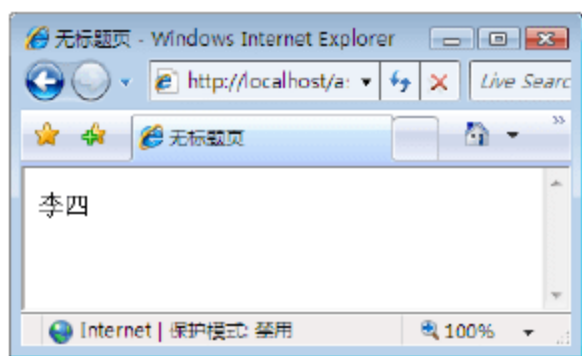 无标题页 - Windows Internet Explorer
http://localhost/a
Live Searc
无标题页
李四
Internet | 保护模式: 禁用
100%